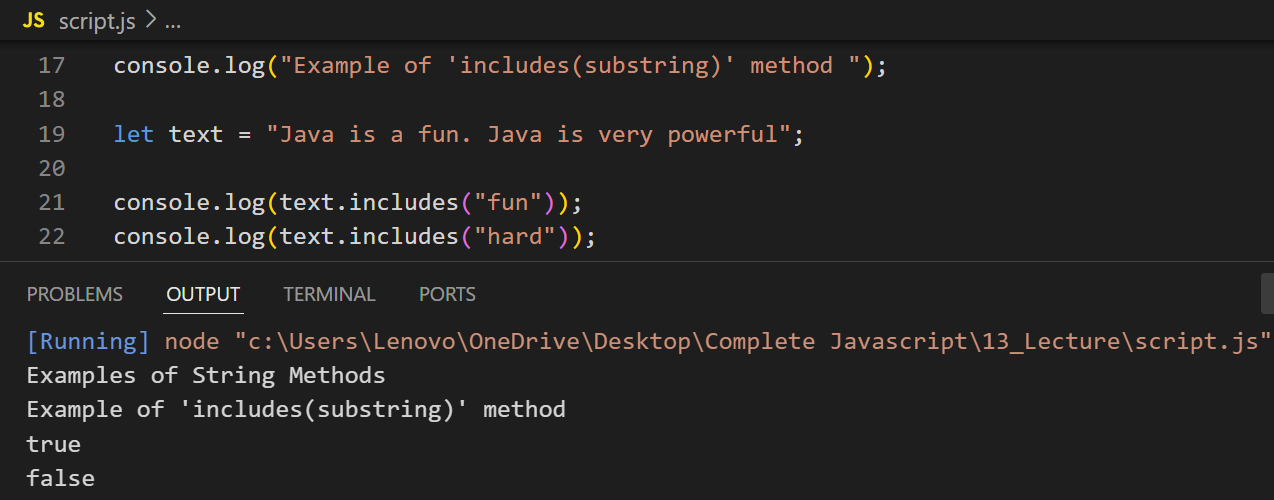 JS script.js > ...
17 console.log("Example of 'includes(substring)' method ");
18
19 let text = "Java is a fun. Java is very powerful";
20
21 console.log(text.includes("fun"));
22 console.log(text.includes("hard"));
PROBLEMS OUTPUT TERMINAL PORTS
[Running] node "c:\Users\Lenovo\OneDrive\Desktop\Complete Javascript\13_Lecture\script.js"
Examples of String Methods
Example of 'includes(substring)' method
true
false